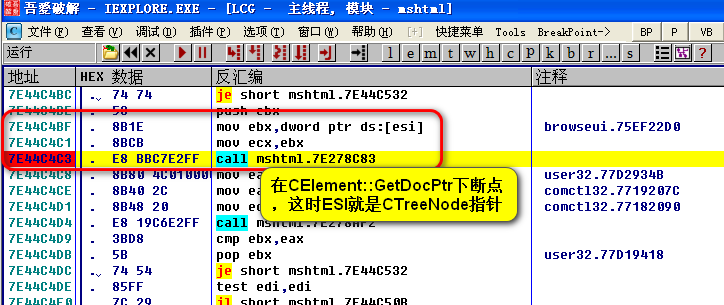 吾爱破解 - IEXPLORE.EXE - [LCG - 主线程, 模块 - mshtml]
文件(F) 查看(V) 调试(D) 插件(P) 选项(T) 窗口(W) 帮助(H) [+] 快捷菜单 Tools BreakPoint-> BP P VB
运行 l e m t w h c P k b r ... s
地址 HEX 数据 反汇编 注释
7E44C4BC . 74 74 je short mshtml.7E44C532
7E44C4BE . 53 push ebx
7E44C4BF . 8B1E mov ebx,dword ptr ds:[esi] browseui.75EF22D0
7E44C4C1 . 8BCB mov ecx,ebx
7E44C4C3 . E8 BBC7E2FF call mshtml.7E278C83
7E44C4C8 . 8B80 4C01000 mov user32.77D2934B
7E44C4CE . 8B40 2C mov comctl32.7719207C
7E44C4D1 . 8B48 20 mov ec comctl32.77182090
7E44C4D4 . E8 19C6E2FF call mshtml.7E278AF2
7E44C4D9 . 3BD8 cmp ebx,eax
7E44C4DB . 5B pop ebx user32.77D19418
7E44C4DC . 74 54 je short mshtml.7E44C532
7E44C4DE . 85FF test edi,edi
7E44C4E0 . 7C 29 jl short mshtml.7E44C50B
在CElement::GetDocPtr下断点
，这时ESI就是CTreeNode指针